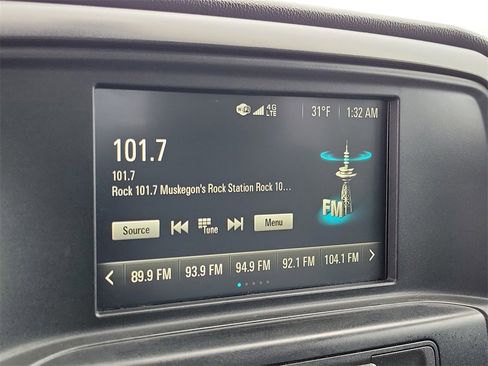 WiFi 4G LTE 31°F 1:32 AM
101.7
101.7
Rock 101.7 Muskegon's Rock Station Rock 10...
FM
Source Tune Menu
89.9 FM 93.9 FM 94.9 FM 92.1 FM 104.1 FM